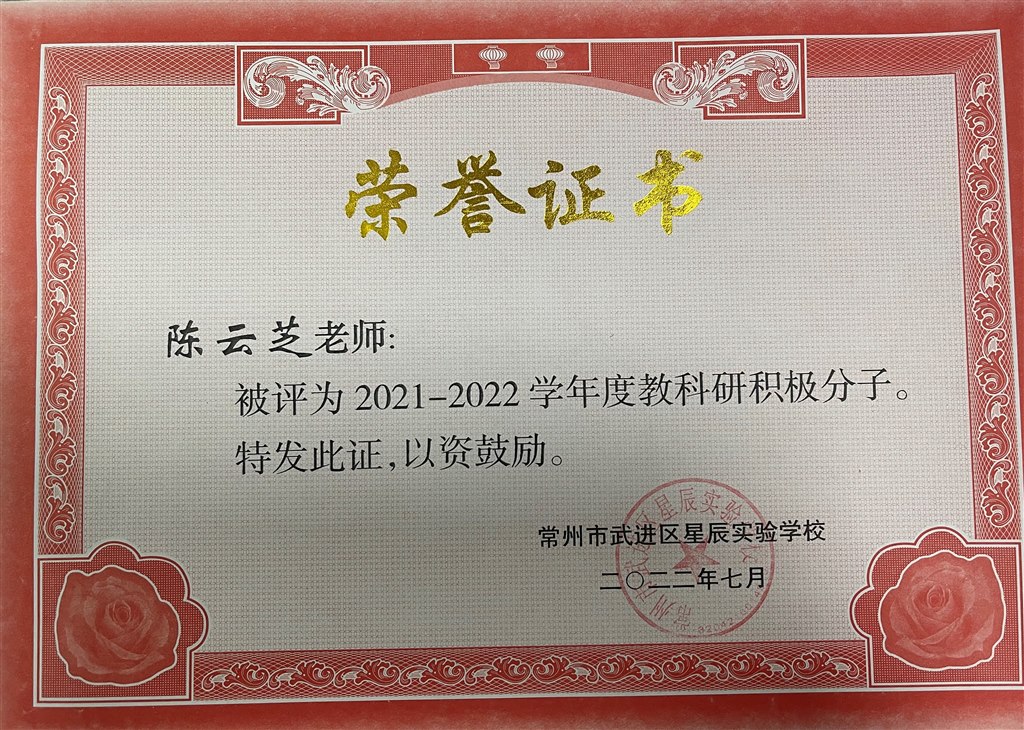 荣誉证书
陈云芝老师:
被评为 2021-2022 学年度教科研积极分子。
特发此证,以资鼓励。
常州市武进区星辰实验学校
二〇二二年七月